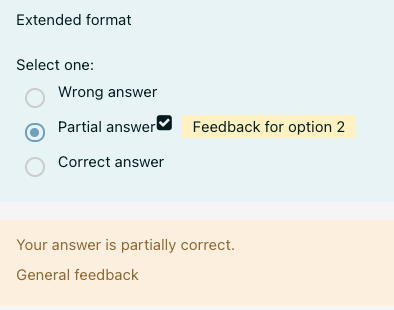 Extended format
Select one:
Wrong answer
Partial answer Feedback for option 2
Correct answer
Your answer is partially correct.
General feedback